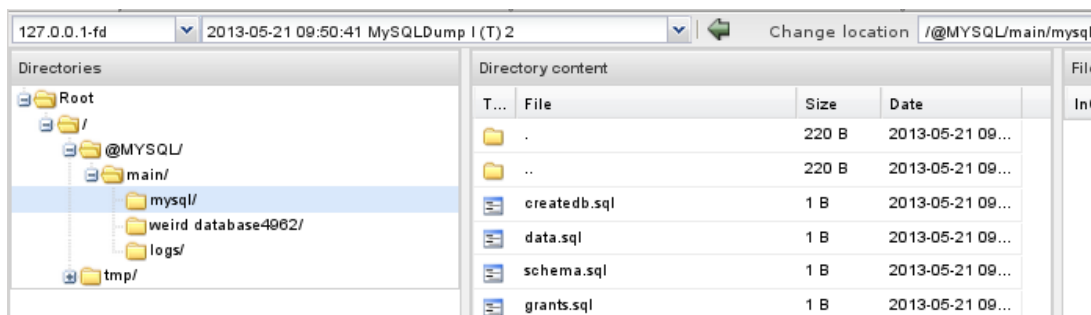 127.0.0.1-fd 2013-05-21 09:50:41 MySQLDump I (T) 2 Change location /@MYSQL/main/mysql
Directories
Root
/
@MYSQL/
main/
mysql/
weird database4962/
logs/
tmp/
Directory content
T... File Size Date
. 220 B 2013-05-21 09...
.. 220 B 2013-05-21 09...
createdb.sql 1 B 2013-05-21 09...
data.sql 1 B 2013-05-21 09...
schema.sql 1 B 2013-05-21 09...
grants.sql 1 B 2013-05-21 09...